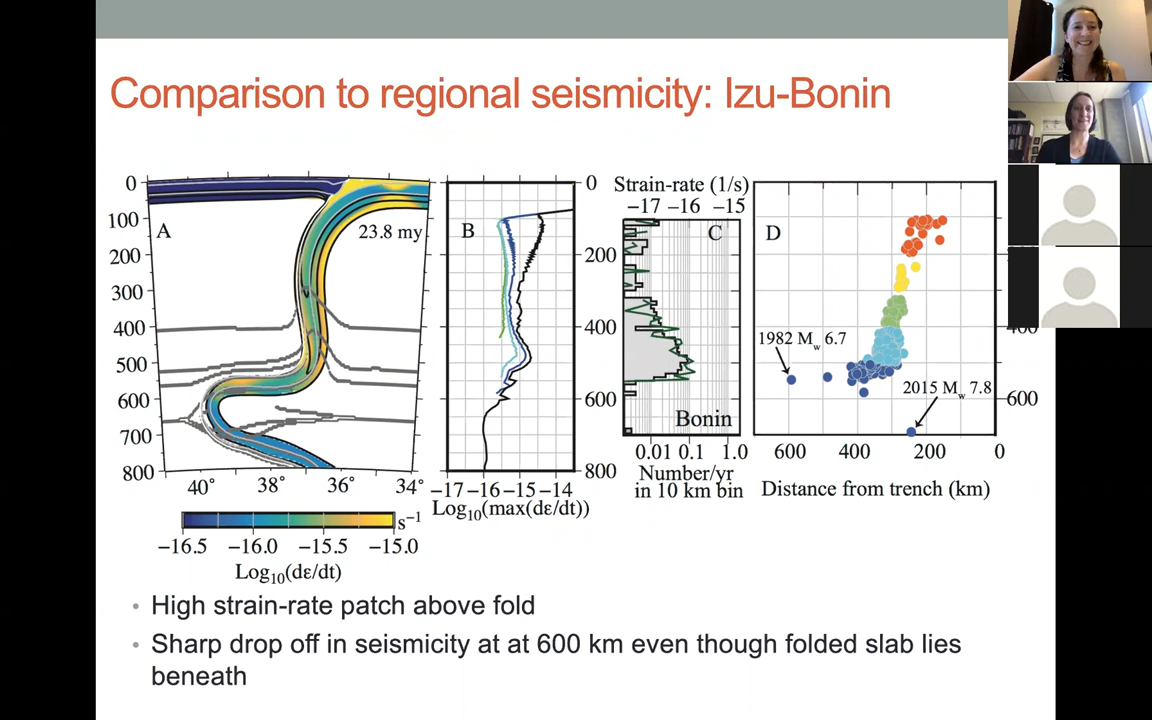 Comparison to regional seismicity: Izu-Bonin
0
100
200
300
400
500
600
700
800
A
23.8 my
40° 38° 36° 34°
s⁻¹
−16.5 −16.0 −15.5 −15.0
Log₁₀(dε/dt)
B
0
200
400
600
800
−17 −16 −15 −14
Log₁₀(max(dε/dt))
Strain-rate (1/s)
−17 −16 −15
C
Bonin
0.01 0.1 1.0
Number/yr
in 10 km bin
D
1982 Mw 6.7
2015 Mw 7.8
400
600
600 400 200 0
Distance from trench (km)
• High strain-rate patch above fold
• Sharp drop off in seismicity at at 600 km even though folded slab lies
beneath